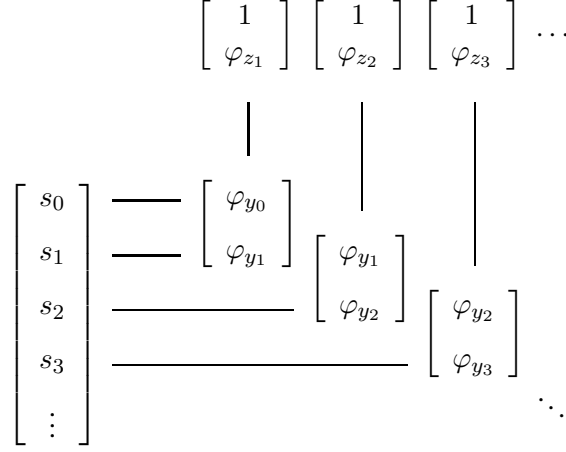 1 1 1
φ_{z_1} φ_{z_2} φ_{z_3} ⋯
s_0 φ_{y_0}
s_1 φ_{y_1} φ_{y_1}
s_2 φ_{y_2} φ_{y_2}
s_3 φ_{y_3}
⋮ ⋱